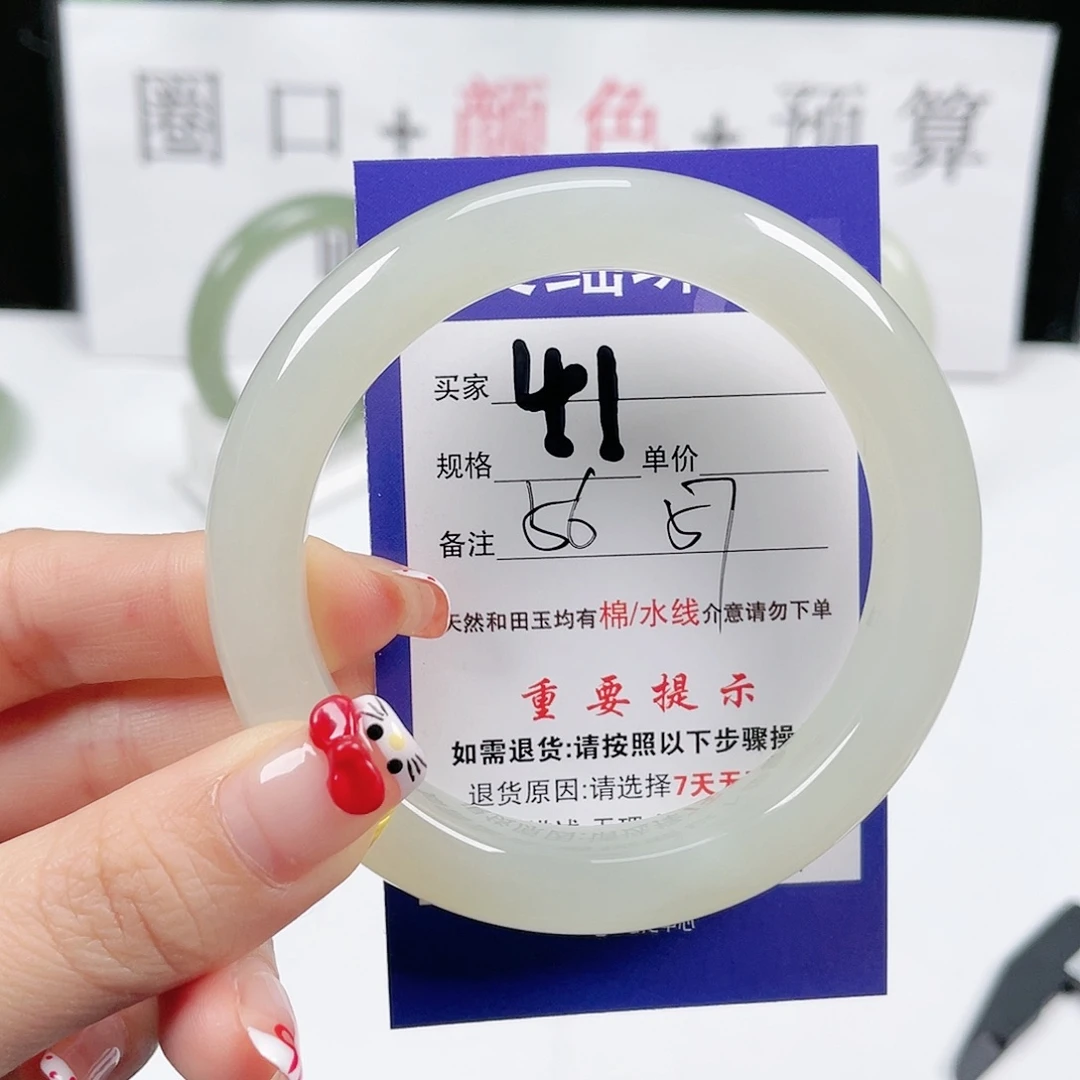 圈口+颜色+预算
买家 41
规格 单价
备注 56 57
天然和田玉均有棉/水线介意请勿下单
重要提示
如需退货:请按照以下步骤操
退货原因:请选择7天无